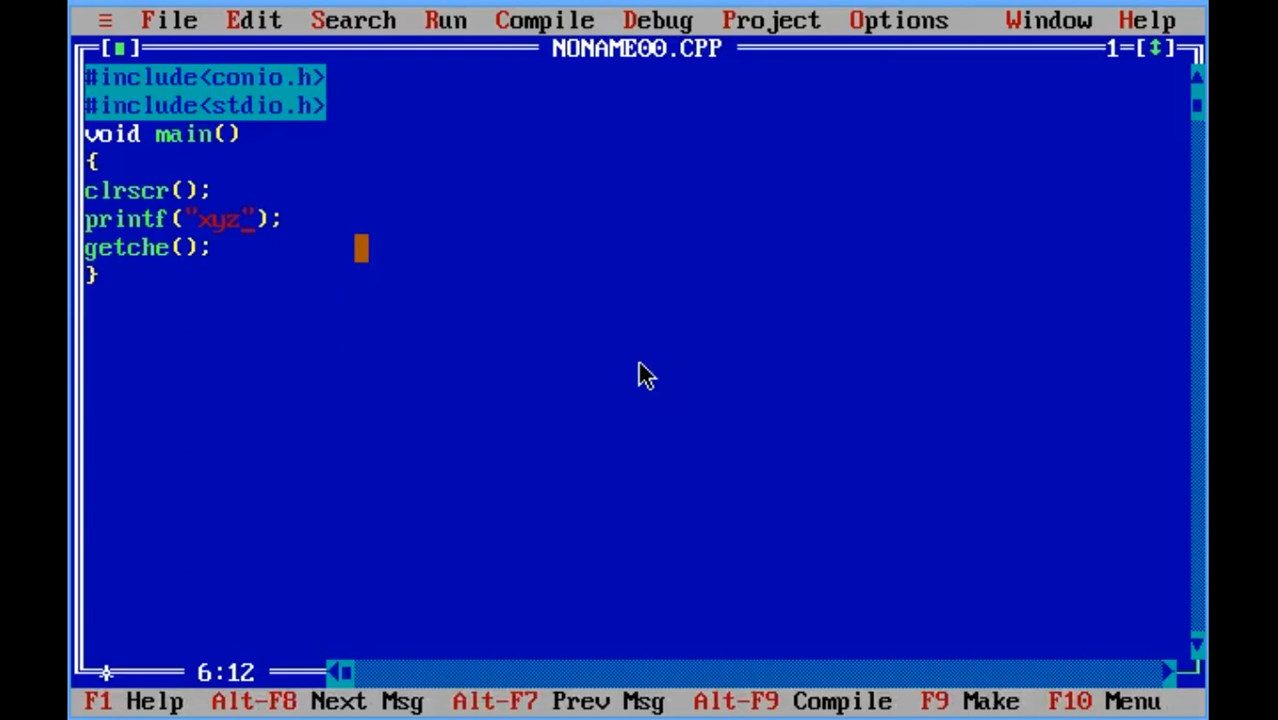 ≡ File Edit Search Run Compile Debug Project Options Window Help
[■] NONAME00.CPP 1=[↕]
#include<conio.h>
#include<stdio.h>
void main()
{
clrscr();
printf("xyz");
getche();
}
6:12
F1 Help Alt-F8 Next Msg Alt-F7 Prev Msg Alt-F9 Compile F9 Make F10 Menu